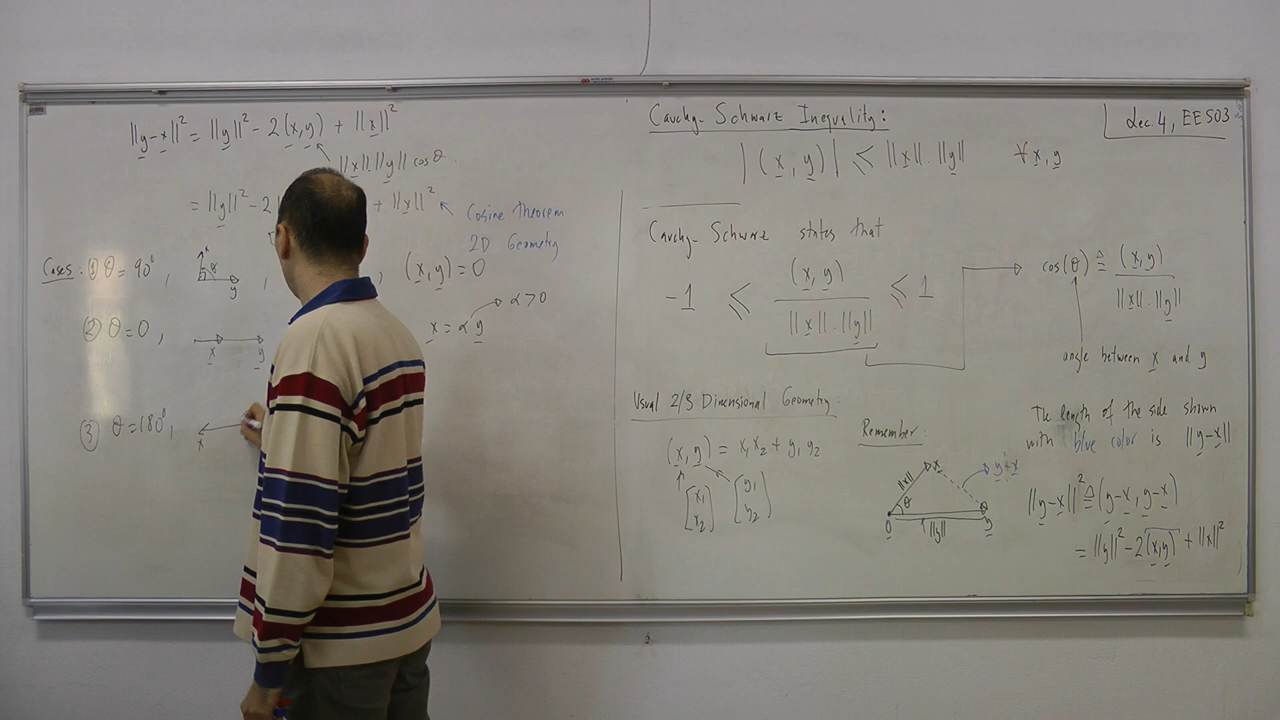 ||y-x||² = ||y||² - 2(x,y) + ||x||²
||x||.||y|| cosθ.
= ||y||² - 2 + ||x||²
Cosine theorem
2D Geometry
Cases: ① θ=90°, x θ y , , (x,y)=0
② θ=0, x y x = α y α>0
③ θ=180°, x
Lec. 4, EE503
Cauchy-Schwarz Inequality:
|(x,y)| ≤ ||x||.||y|| ∀x,y
Cauchy-Schwarz states that
-1 ≤ (x,y) / ||x||.||y|| ≤ 1
cos(θ) ≜ (x,y) / ||x||.||y||
angle between x and y
Usual 2/3 Dimensional Geometry
(x,y) = x₁x₂ + y₁y₂
[x₁ x₂] [y₁ y₂]
Remember:
||x|| x θ 0 ||y|| y
The length of the side shown
with blue color is ||y-x||
||y-x||² ≜ (y-x, y-x)
= ||y||² - 2(x,y) + ||x||²